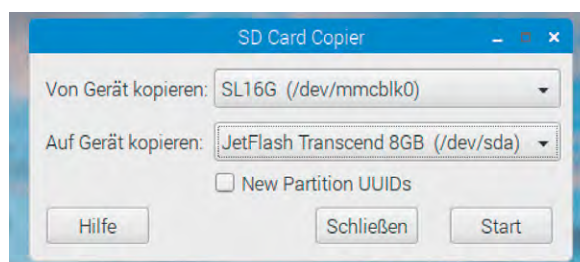 SD Card Copier
Von Gerät kopieren: SL16G (/dev/mmcblk0)
Auf Gerät kopieren: JetFlash Transcend 8GB (/dev/sda)
New Partition UUIDs
Hilfe Schließen Start